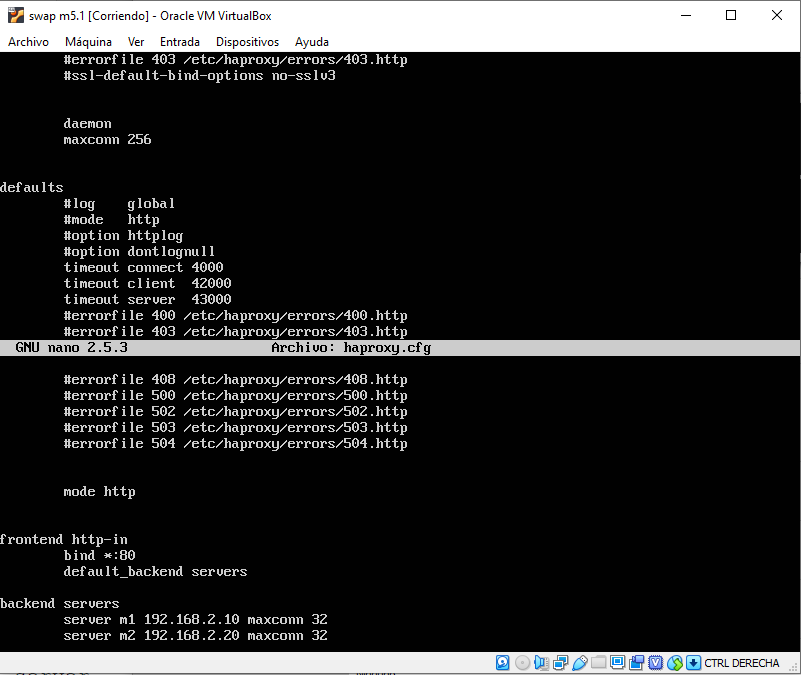 swap m5.1 [Corriendo] - Oracle VM VirtualBox
Archivo Máquina Ver Entrada Dispositivos Ayuda
#errorfile 403 /etc/haproxy/errors/403.http
#ssl-default-bind-options no-sslv3
daemon
maxconn 256
defaults
#log global
#mode http
#option httplog
#option dontlognull
timeout connect 4000
timeout client 42000
timeout server 43000
#errorfile 400 /etc/haproxy/errors/400.http
#errorfile 403 /etc/haproxy/errors/403.http
GNU nano 2.5.3 Archivo: haproxy.cfg
#errorfile 408 /etc/haproxy/errors/408.http
#errorfile 500 /etc/haproxy/errors/500.http
#errorfile 502 /etc/haproxy/errors/502.http
#errorfile 503 /etc/haproxy/errors/503.http
#errorfile 504 /etc/haproxy/errors/504.http
mode http
frontend http-in
bind *:80
default_backend servers
backend servers
server m1 192.168.2.10 maxconn 32
server m2 192.168.2.20 maxconn 32
CTRL DERECHA